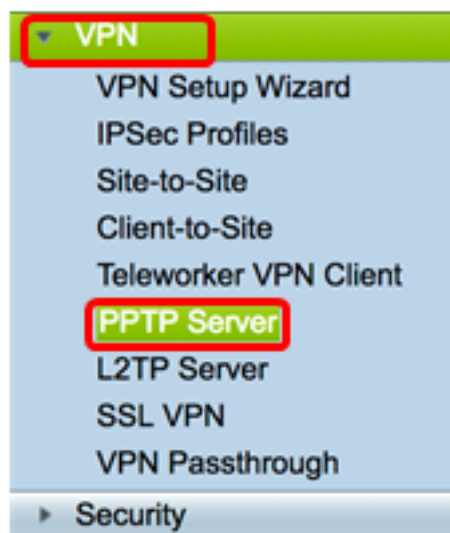 VPN
VPN Setup Wizard
IPSec Profiles
Site-to-Site
Client-to-Site
Teleworker VPN Client
PPTP Server
L2TP Server
SSL VPN
VPN Passthrough
Security